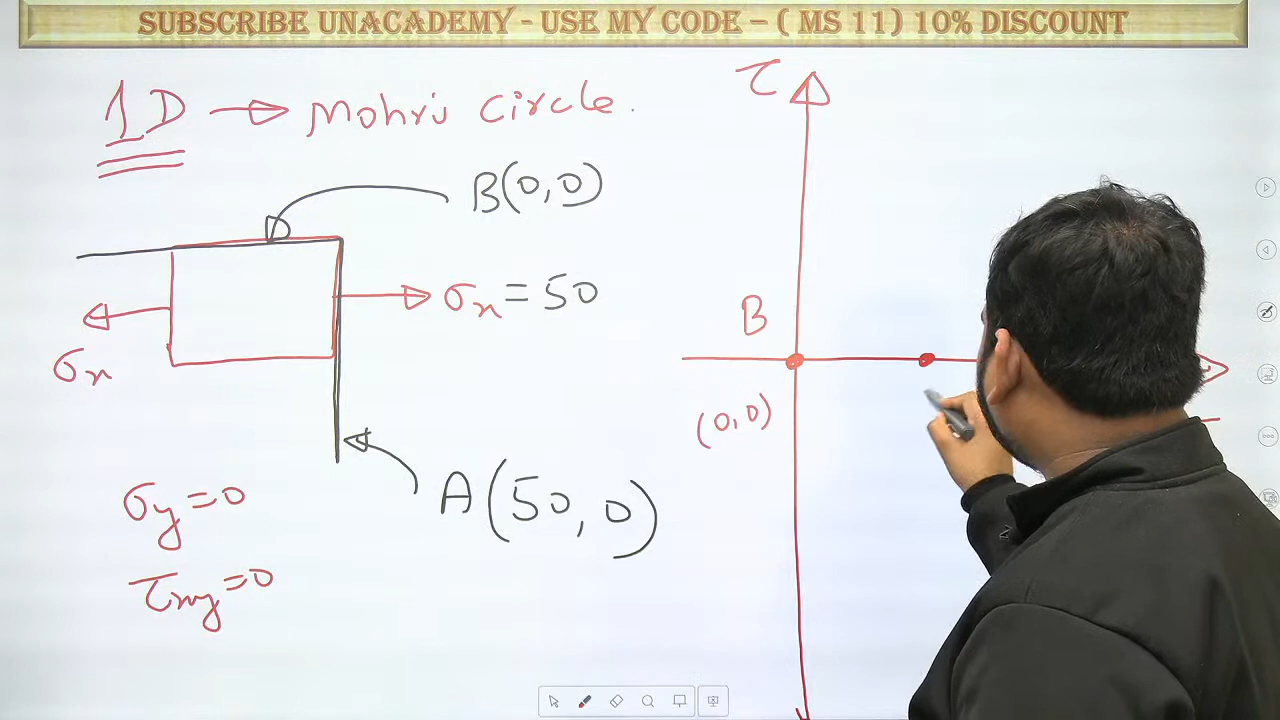 SUBSCRIBE UNACADEMY - USE MY CODE – ( MS 11) 10% DISCOUNT
1D → Mohr's circle.
B(0,0)
σx = 50
σx
A(50,0)
σy=0
τxy=0
τ
B
(0,0)